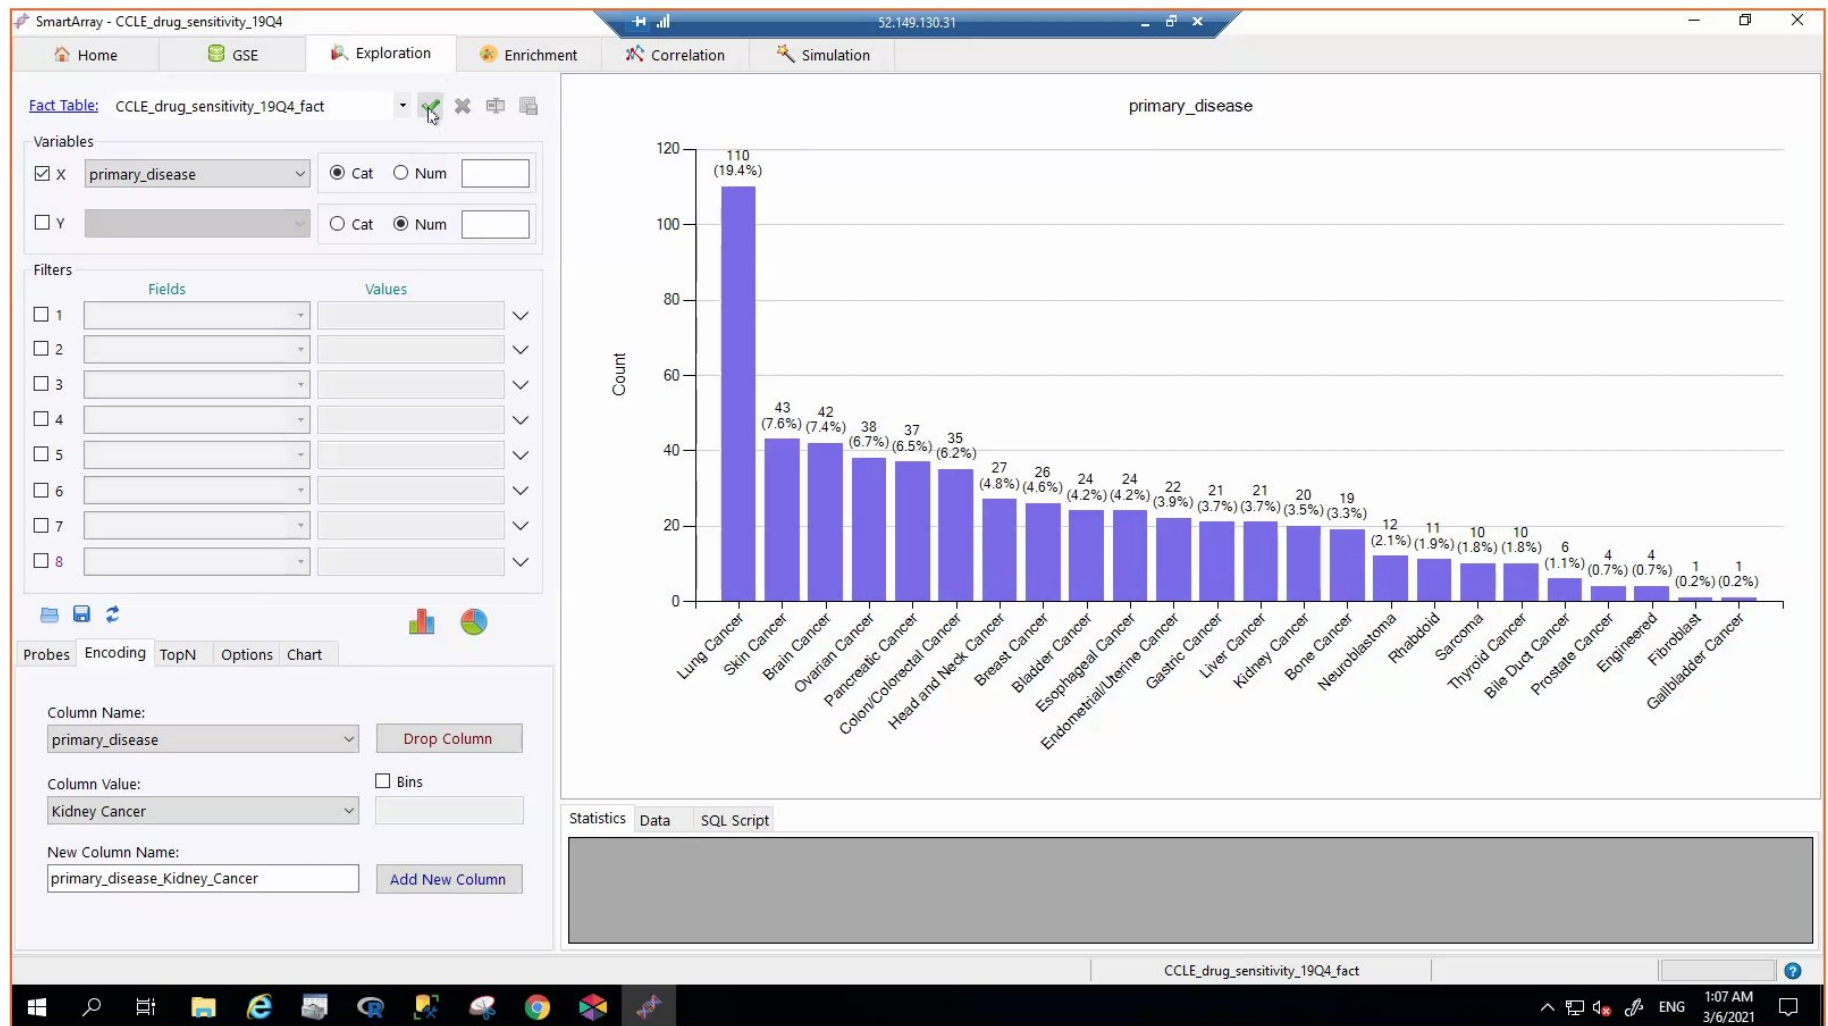 SmartArray - CCLE_drug_sensitivity_19Q4
52.149.130.31
Home
GSE
Exploration
Enrichment
Correlation
Simulation
Fact Table:
CCLE_drug_sensitivity_19Q4_fact
Variables
X
primary_disease
Cat
Num
Y
Cat
Num
Filters
Fields
Values
1
2
3
4
5
6
7
8
Probes
Encoding
TopN
Options
Chart
Column Name:
primary_disease
Drop Column
Column Value:
Bins
Kidney Cancer
New Column Name:
primary_disease_Kidney_Cancer
Add New Column
primary_disease
Count
120
100
80
60
40
20
0
110
(19.4%)
43
(7.6%)
42
(7.4%)
38
(6.7%)
37
(6.5%)
35
(6.2%)
27
(4.8%)
26
(4.6%)
24
(4.2%)
24
(4.2%)
22
(3.9%)
21
(3.7%)
21
(3.7%)
20
(3.5%)
19
(3.3%)
12
(2.1%)
11
(1.9%)
10
(1.8%)
10
(1.8%)
6
(1.1%)
4
(0.7%)
4
(0.7%)
1
(0.2%)
1
(0.2%)
Lung Cancer
Skin Cancer
Brain Cancer
Ovarian Cancer
Pancreatic Cancer
Colon/Colorectal Cancer
Head and Neck Cancer
Breast Cancer
Bladder Cancer
Esophageal Cancer
Endometrial/Uterine Cancer
Gastric Cancer
Liver Cancer
Kidney Cancer
Bone Cancer
Neuroblastoma
Rhabdoid
Sarcoma
Thyroid Cancer
Bile Duct Cancer
Prostate Cancer
Engineered
Fibroblast
Gallbladder Cancer
Statistics
Data
SQL Script
CCLE_drug_sensitivity_19Q4_fact
ENG
1:07 AM
3/6/2021